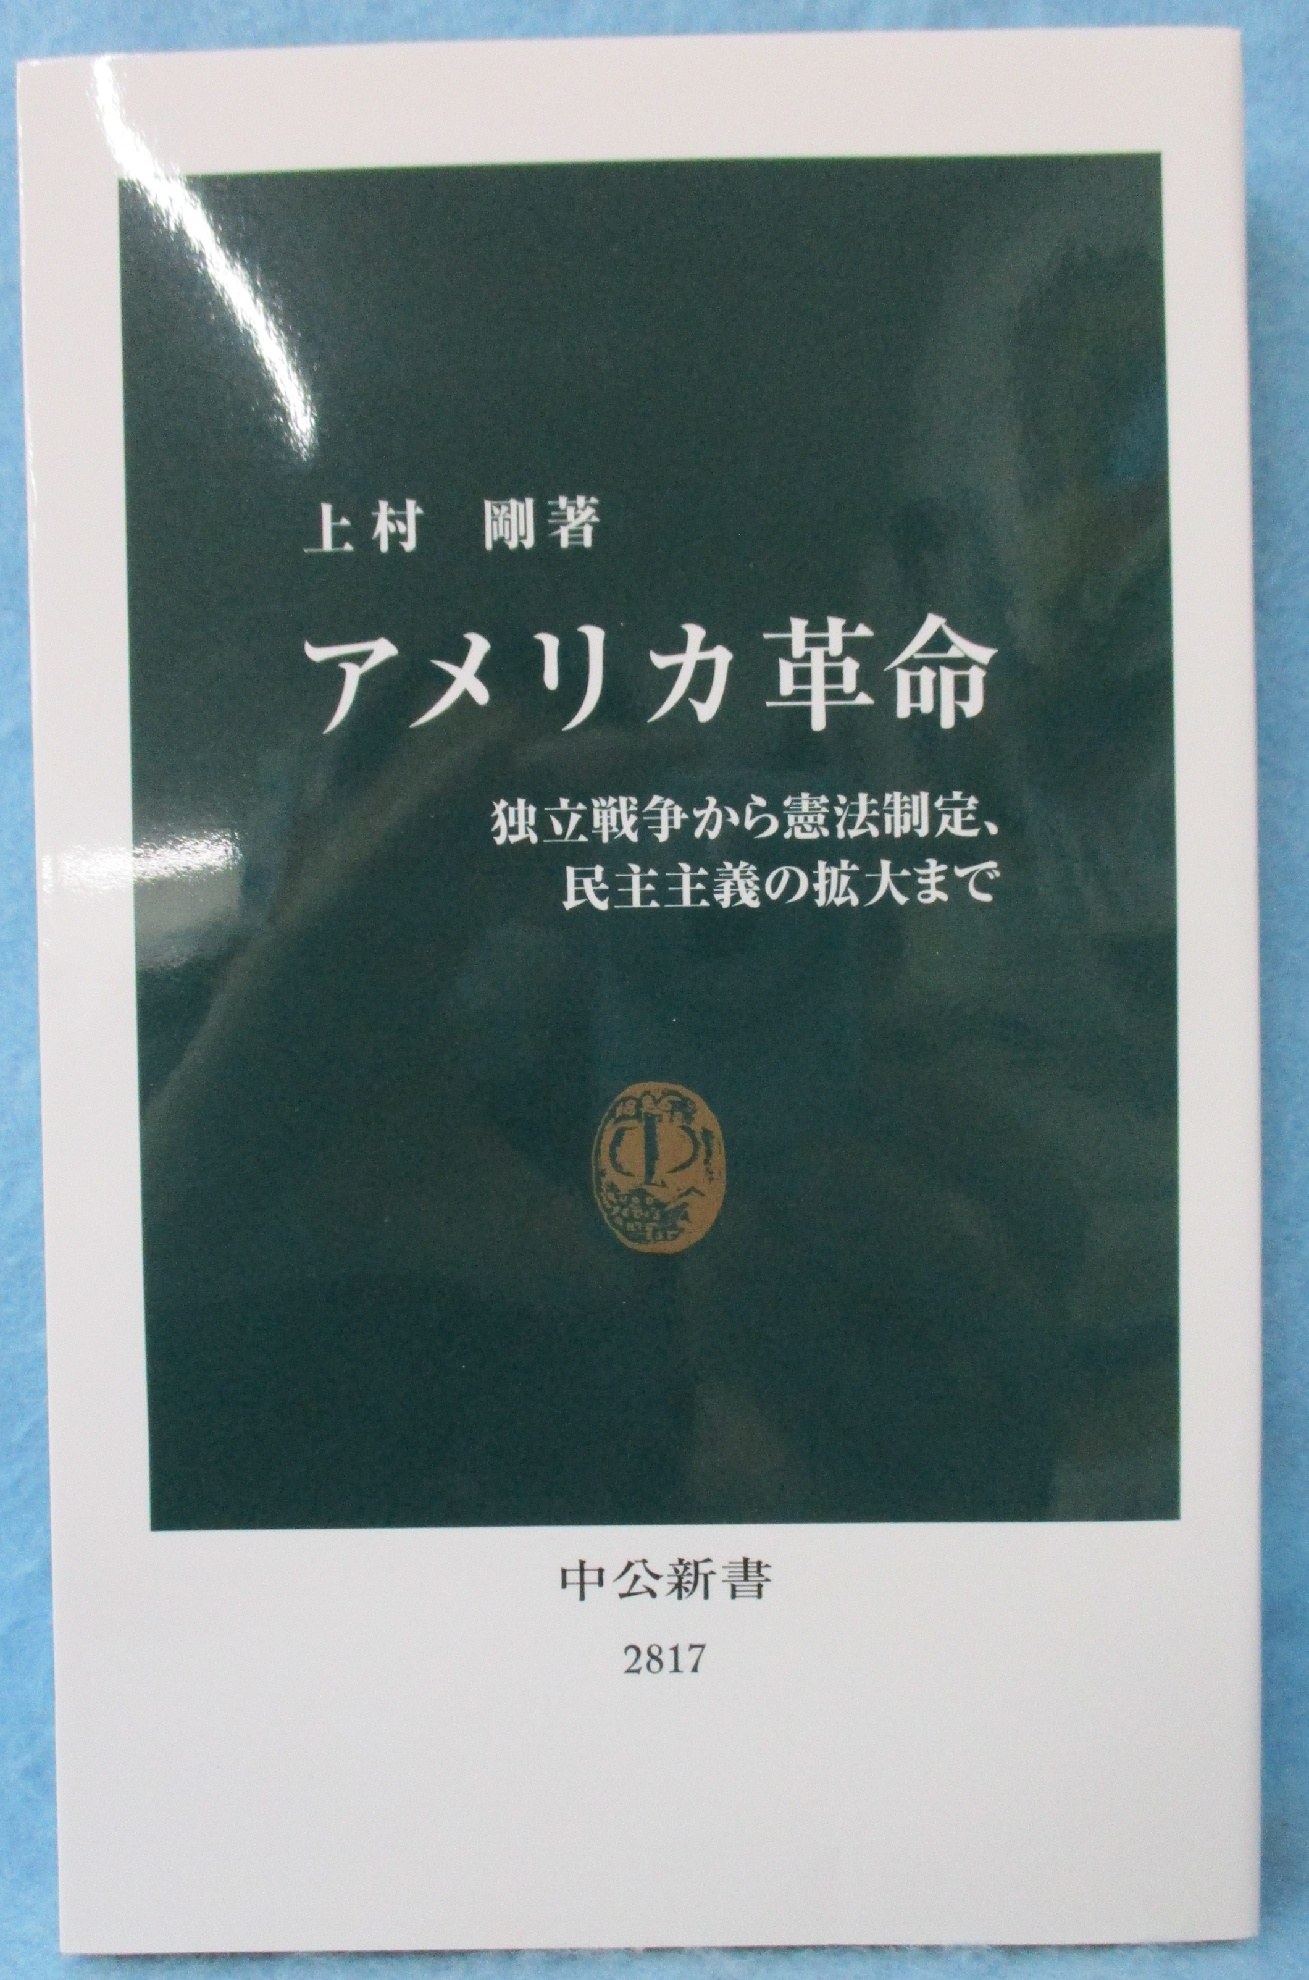 上村 剛著
アメリカ革命
独立戦争から憲法制定、
民主主義の拡大まで
中公新書
2817